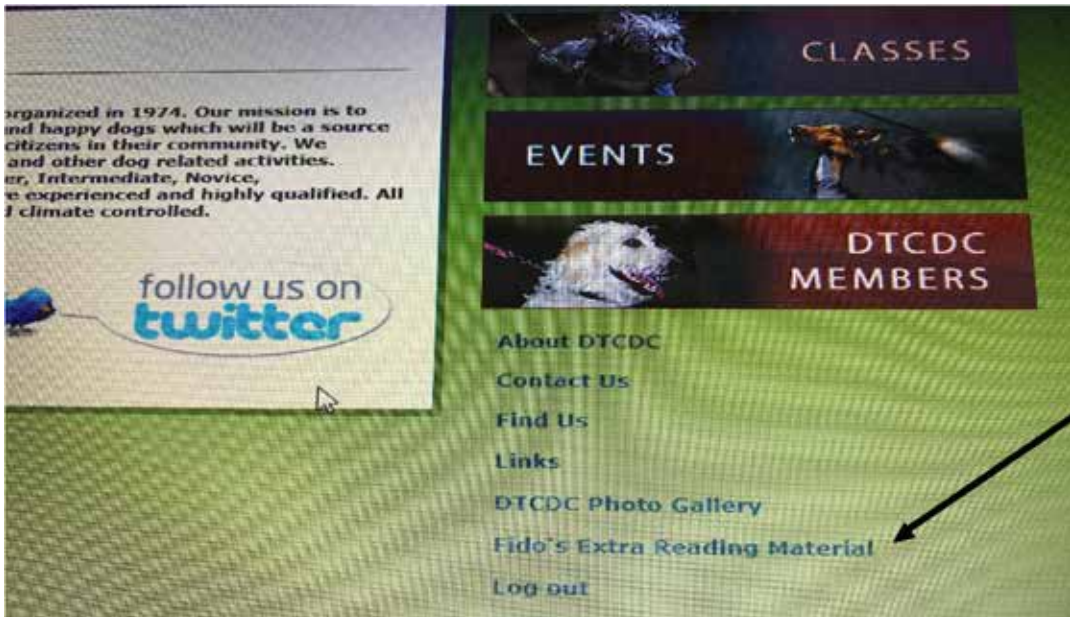 organized in 1974. Our mission is to
nd happy dogs which will be a source
citizens in their community. We
and other dog related activities.
er, Intermediate, Novice,
e experienced and highly qualified. All
d climate controlled.
follow us on
twitter
CLASSES
EVENTS
DTCDC
MEMBERS
About DTCDC
Contact Us
Find Us
Links
DTCDC Photo Gallery
Fido's Extra Reading Material
Log out